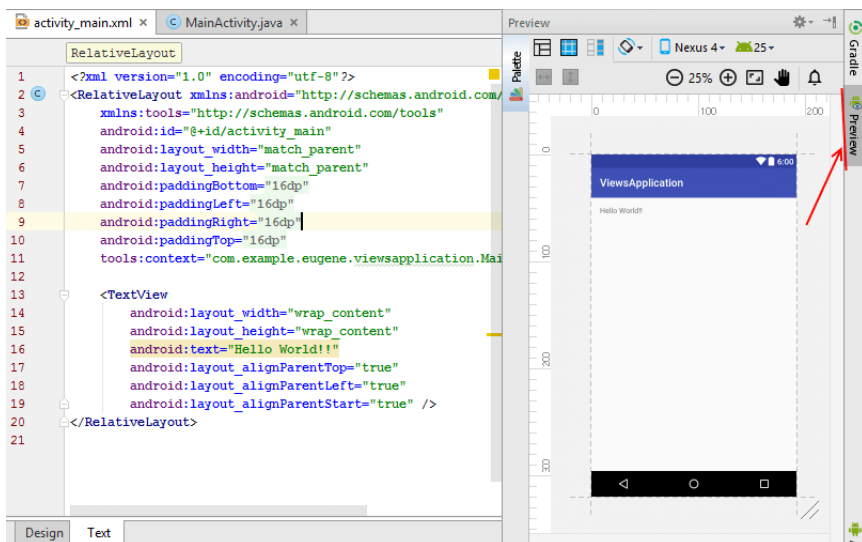 activity_main.xml × MainActivity.java ×
RelativeLayout
1 <?xml version="1.0" encoding="utf-8"?>
2 <RelativeLayout xmlns:android="http://schemas.android.com/
3 xmlns:tools="http://schemas.android.com/tools"
4 android:id="@+id/activity_main"
5 android:layout_width="match_parent"
6 android:layout_height="match_parent"
7 android:paddingBottom="16dp"
8 android:paddingLeft="16dp"
9 android:paddingRight="16dp"
10 android:paddingTop="16dp"
11 tools:context="com.example.eugene.viewsapplication.Mai
12
13 <TextView
14 android:layout_width="wrap_content"
15 android:layout_height="wrap_content"
16 android:text="Hello World!!"
17 android:layout_alignParentTop="true"
18 android:layout_alignParentLeft="true"
19 android:layout_alignParentStart="true" />
20 </RelativeLayout>
21
Design Text
Preview
Palette
Nexus 4 25
25%
0 100 200
0
100
200
300
6:00
ViewsApplication
Hello World!!
Gradle
Preview